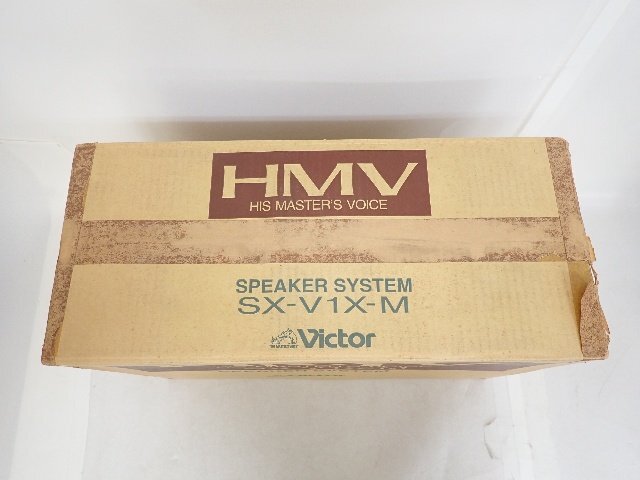 HMV
HIS MASTER'S VOICE
SPEAKER SYSTEM
SX-V1X-M
Victor